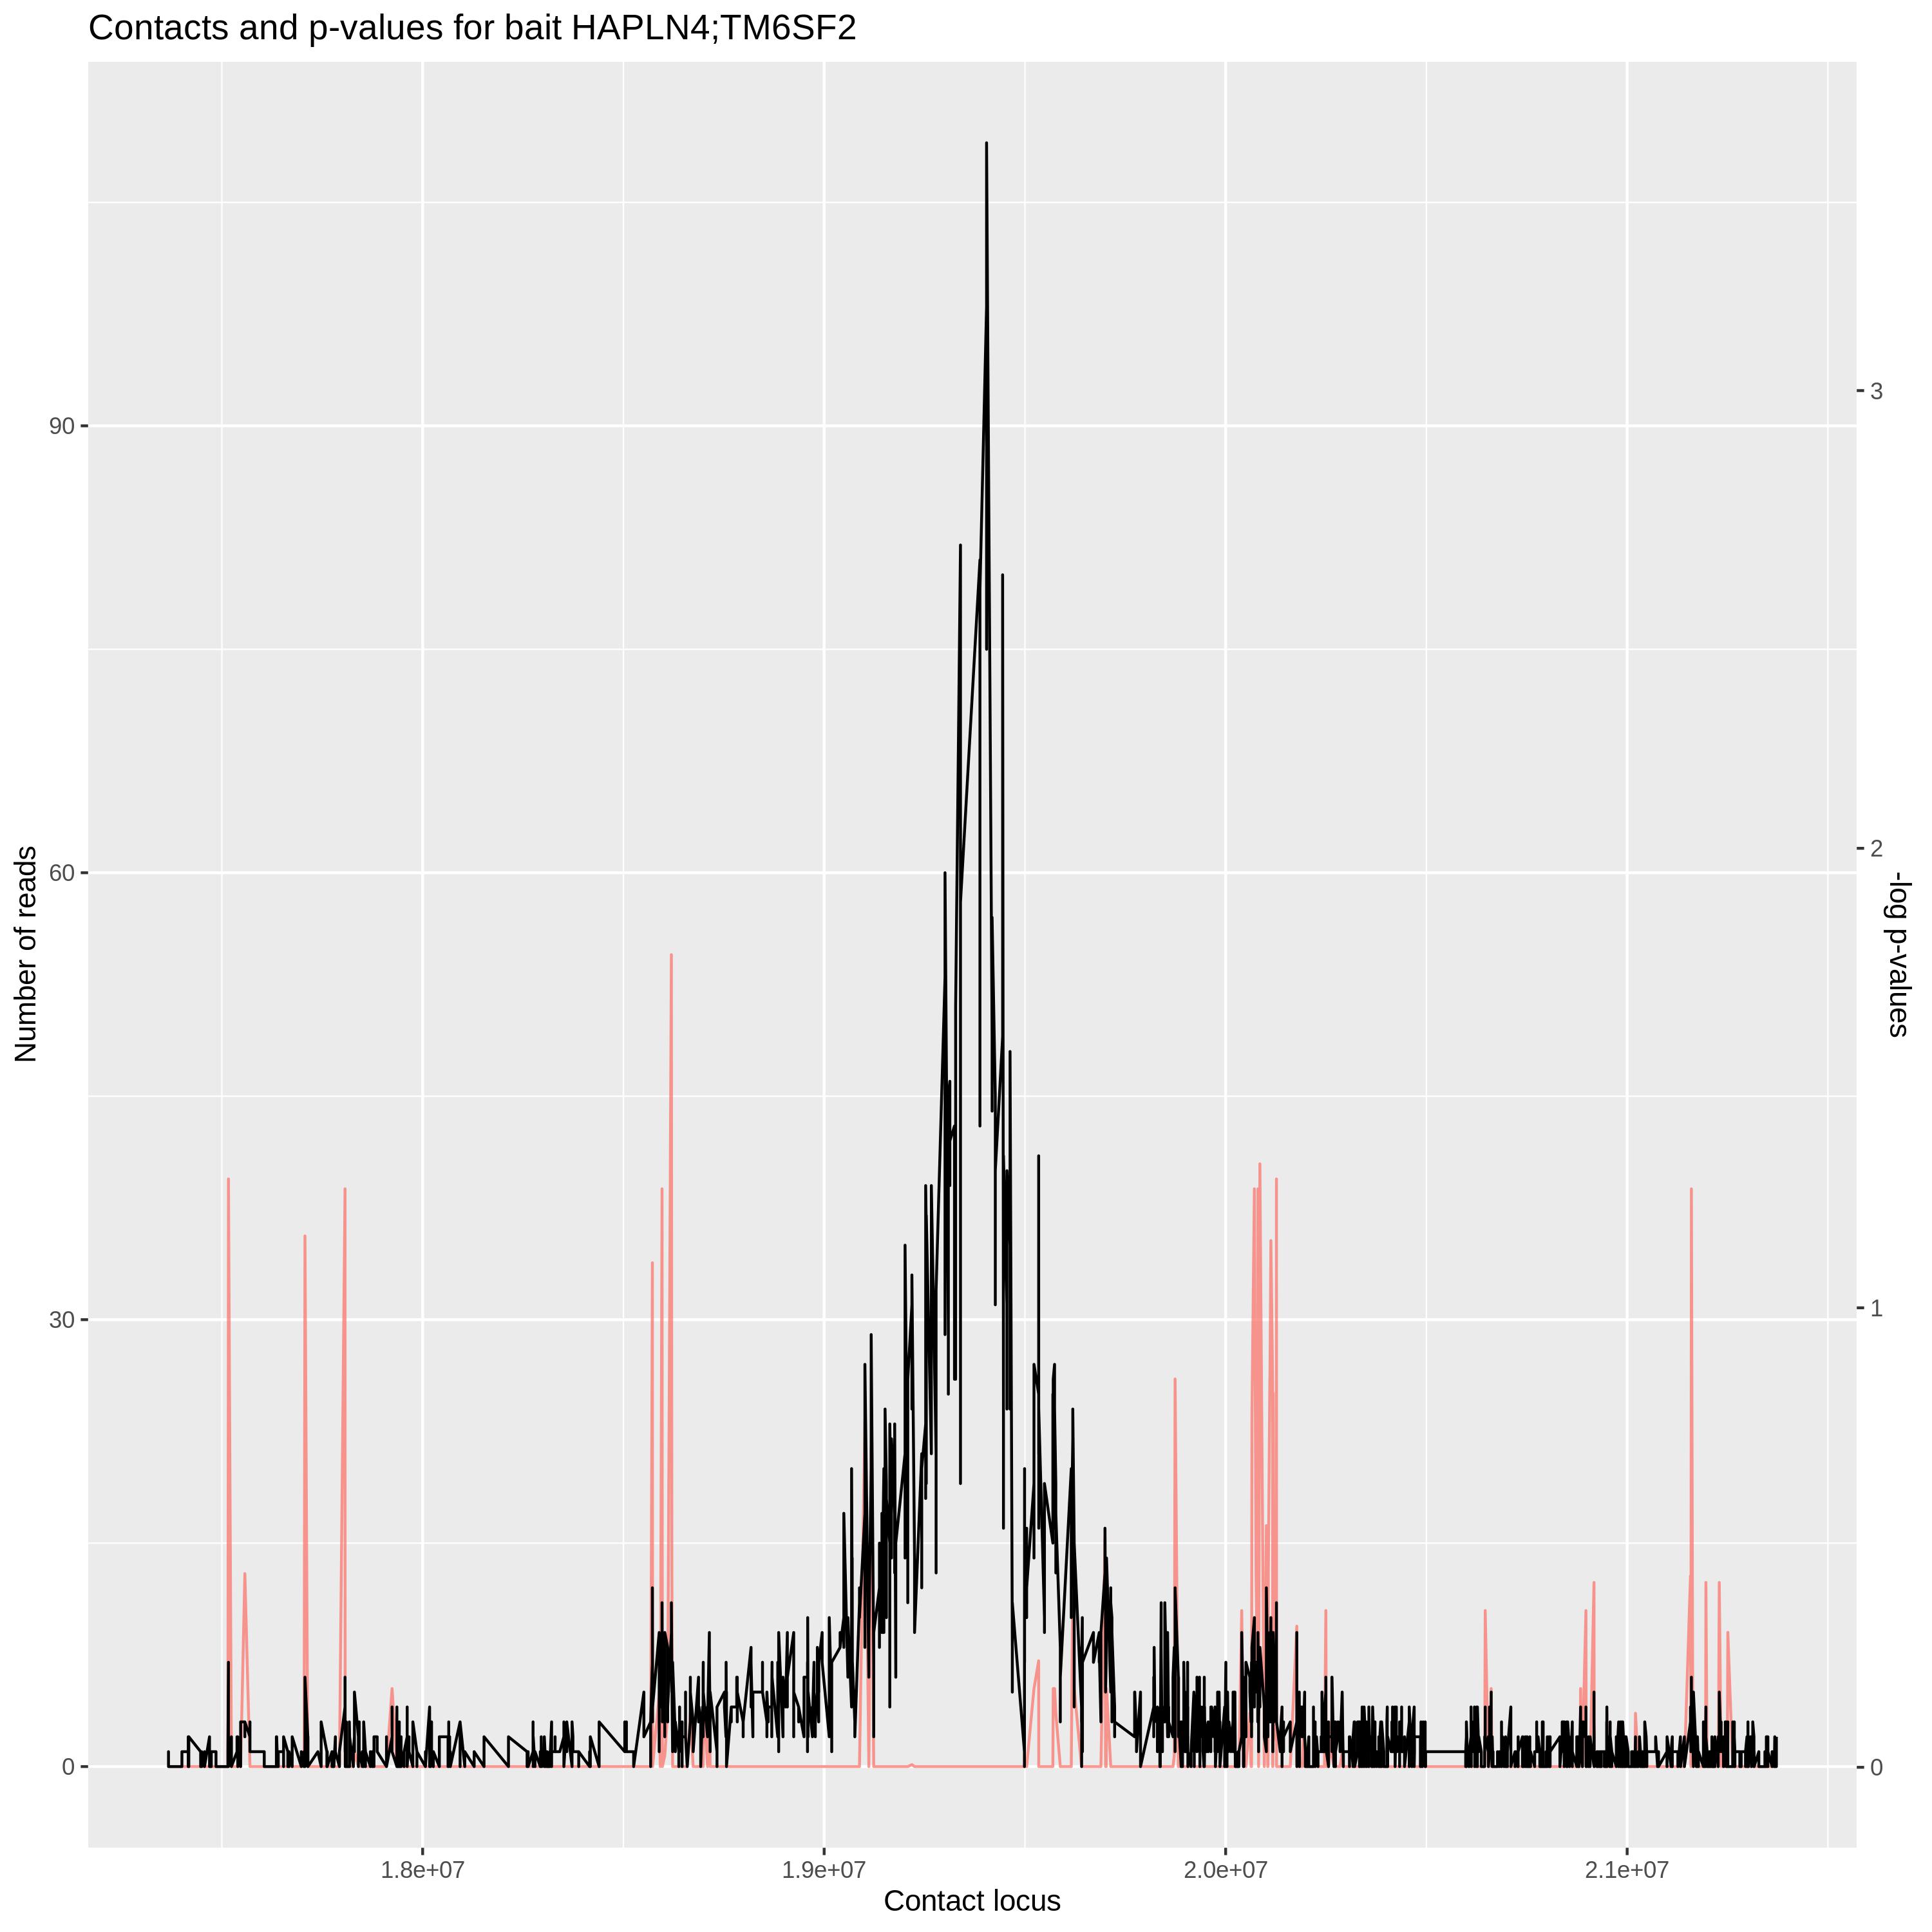 Contacts and p-values for bait HAPLN4;TM6SF2
90
60
30
0
3
2
1
0
Number of reads
-log p-values
1.8e+07
1.9e+07
2.0e+07
2.1e+07
Contact locus